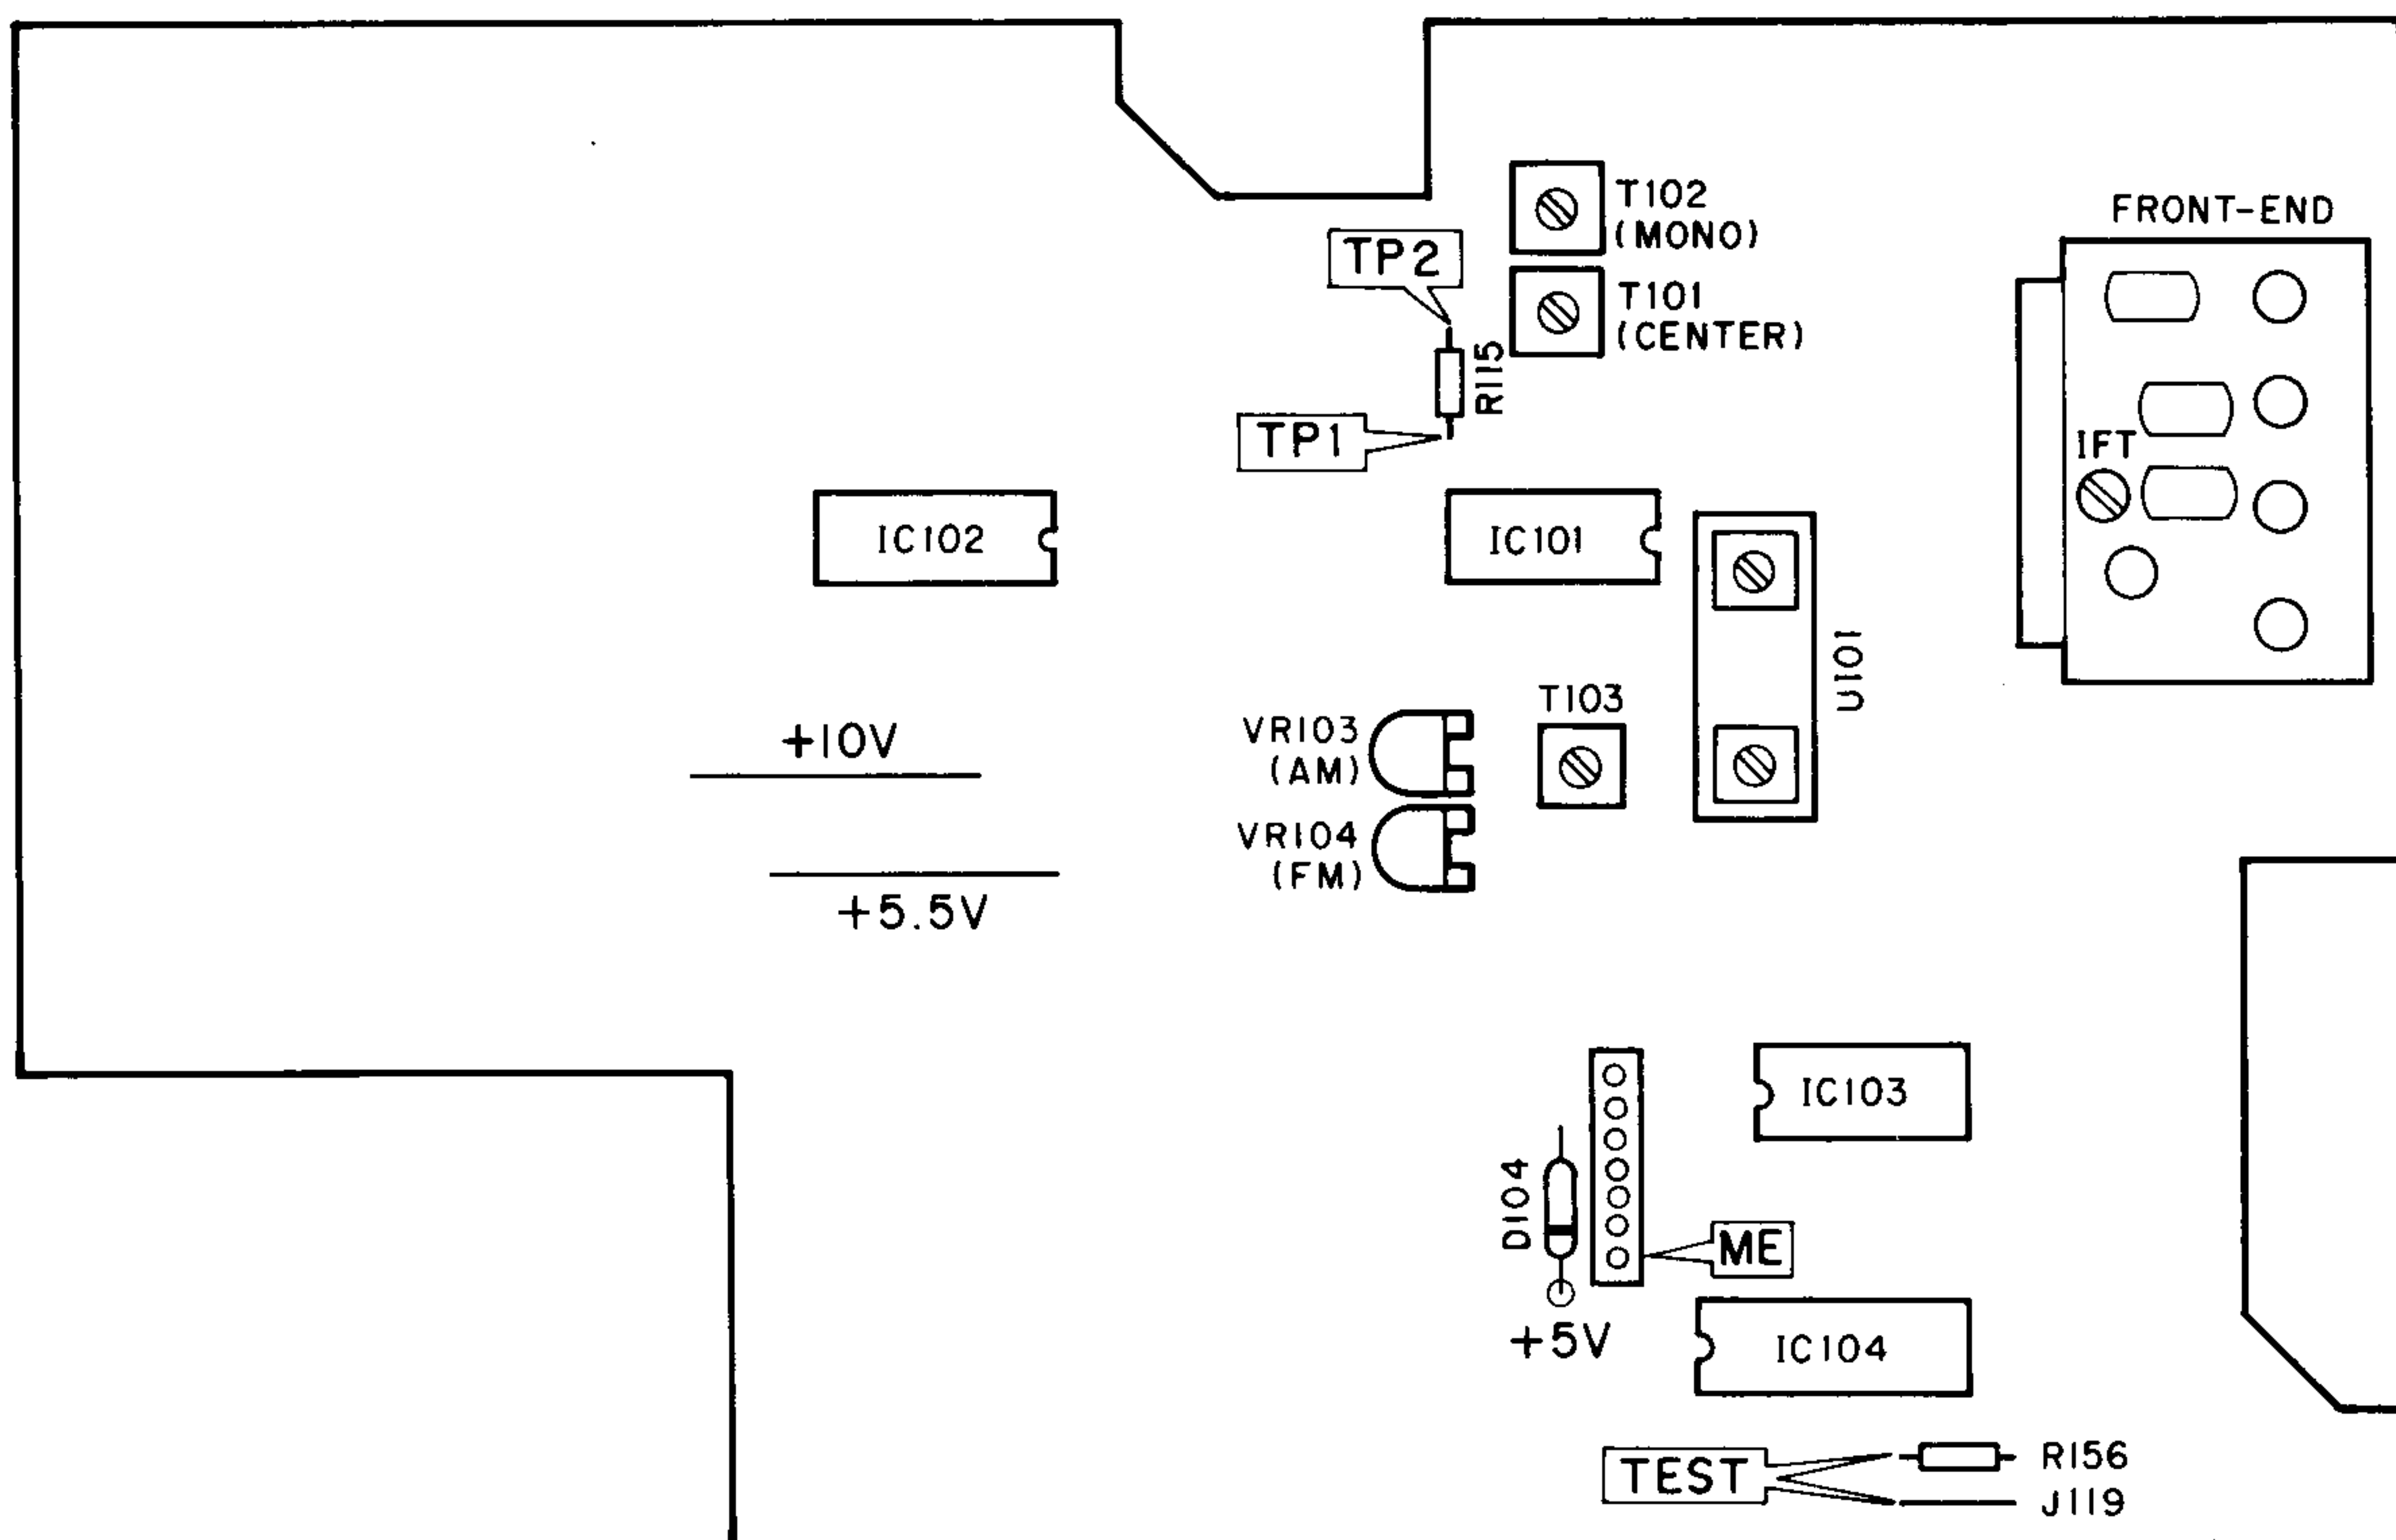 T102
(MONO)
FRONT-END
TP2
T101
(CENTER)
R115
TP1
IFT
IC102
IC101
U101
T103
VR103
(AM)
+10V
VR104
(FM)
+5.5V
IC103
D104
ME
+5V
IC104
TEST
R156
J119